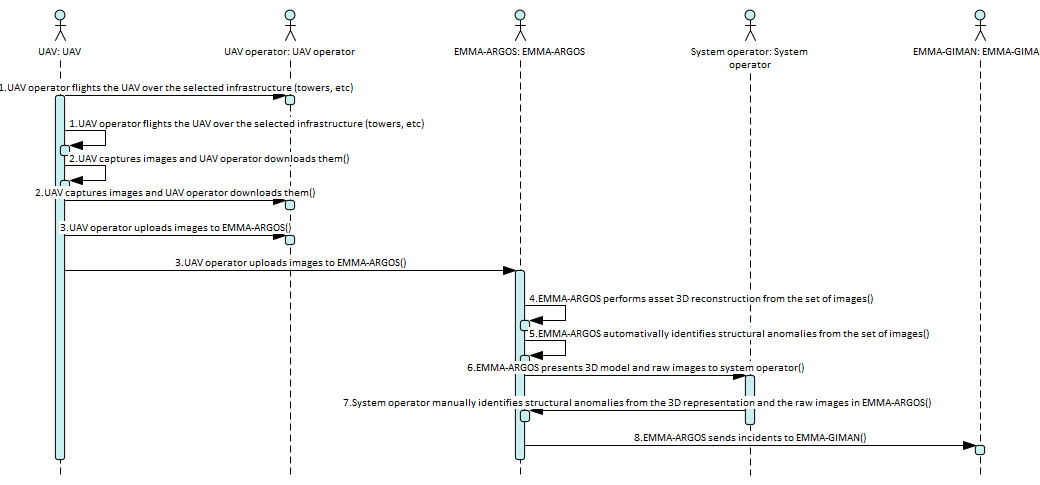 UAV: UAV
UAV operator: UAV operator
EMMA-ARGOS: EMMA-ARGOS
System operator: System
operator
EMMA-GIMAN: EMMA-GIMA
1.UAV operator flights the UAV over the selected infrastructure (towers, etc)
1.UAV operator flights the UAV over the selected infrastructure (towers, etc)
2.UAV captures images and UAV operator downloads them()
2.UAV captures images and UAV operator downloads them()
3.UAV operator uploads images to EMMA-ARGOS()
3.UAV operator uploads images to EMMA-ARGOS()
4.EMMA-ARGOS performs asset 3D reconstruction from the set of images()
5.EMMA-ARGOS automativally identifies structural anomalies from the set of images()
6.EMMA-ARGOS presents 3D model and raw images to system operator()
7.System operator manually identifies structural anomalies from the 3D representation and the raw images in EMMA-ARGOS()
8.EMMA-ARGOS sends incidents to EMMA-GIMAN()